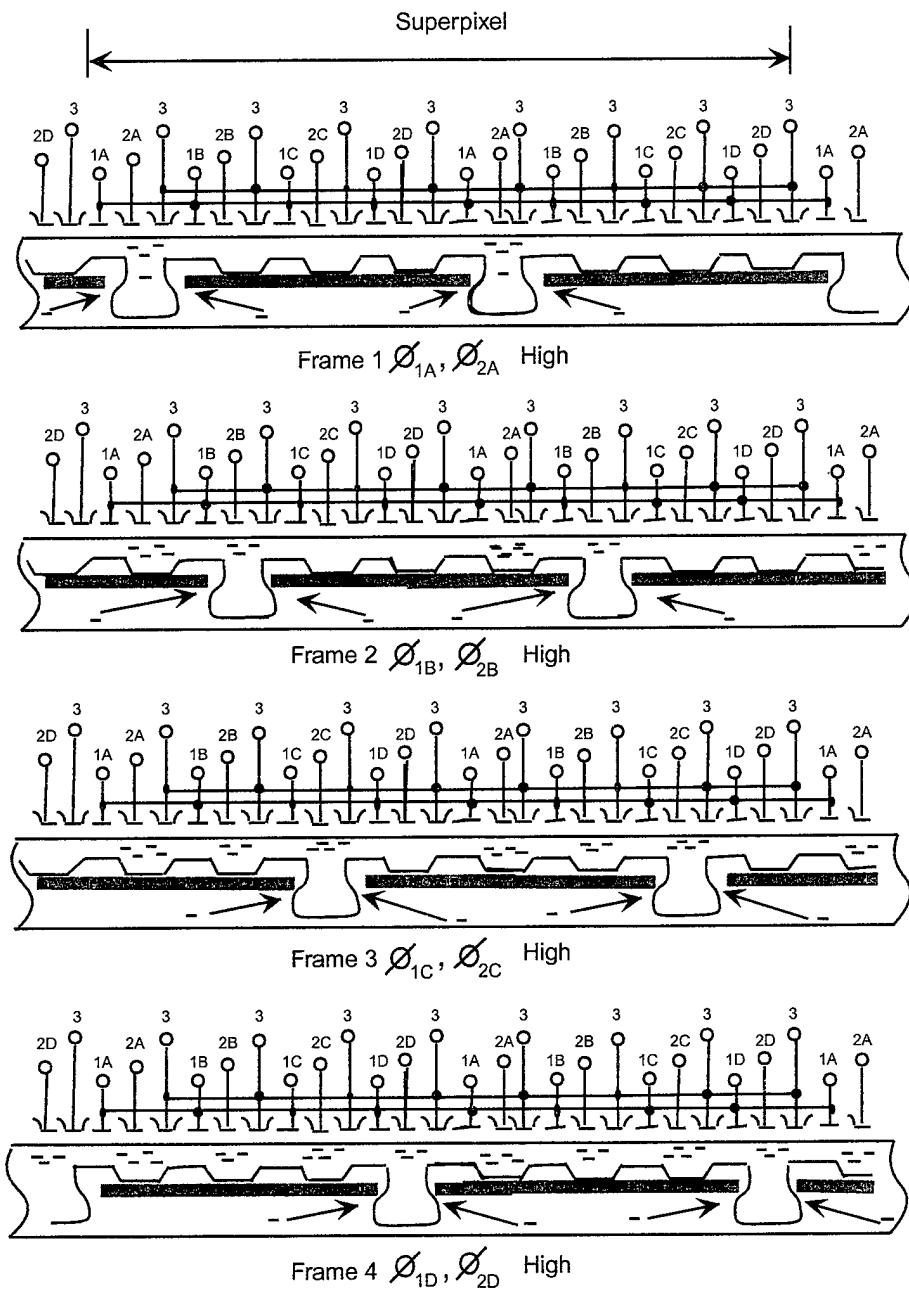 Superpixel
3 3 3 3 3 3 3 3 3
2D 2A 2B 2C 2D 2A 2B 2C 2D 2A
1A 1B 1C 1D 1A 1B 1C 1D 1A
Frame 1 Ø1A, Ø2A High
3 3 3 3 3 3 3 3 3
2D 2A 2B 2C 2D 2A 2B 2C 2D 2A
1A 1B 1C 1D 1A 1B 1C 1D 1A
Frame 2 Ø1B, Ø2B High
3 3 3 3 3 3 3 3 3
2D 2A 2B 2C 2D 2A 2B 2C 2D 2A
1A 1B 1C 1D 1A 1B 1C 1D 1A
Frame 3 Ø1C, Ø2C High
3 3 3 3 3 3 3 3 3
2D 2A 2B 2C 2D 2A 2B 2C 2D 2A
1A 1B 1C 1D 1A 1B 1C 1D 1A
Frame 4 Ø1D, Ø2D High